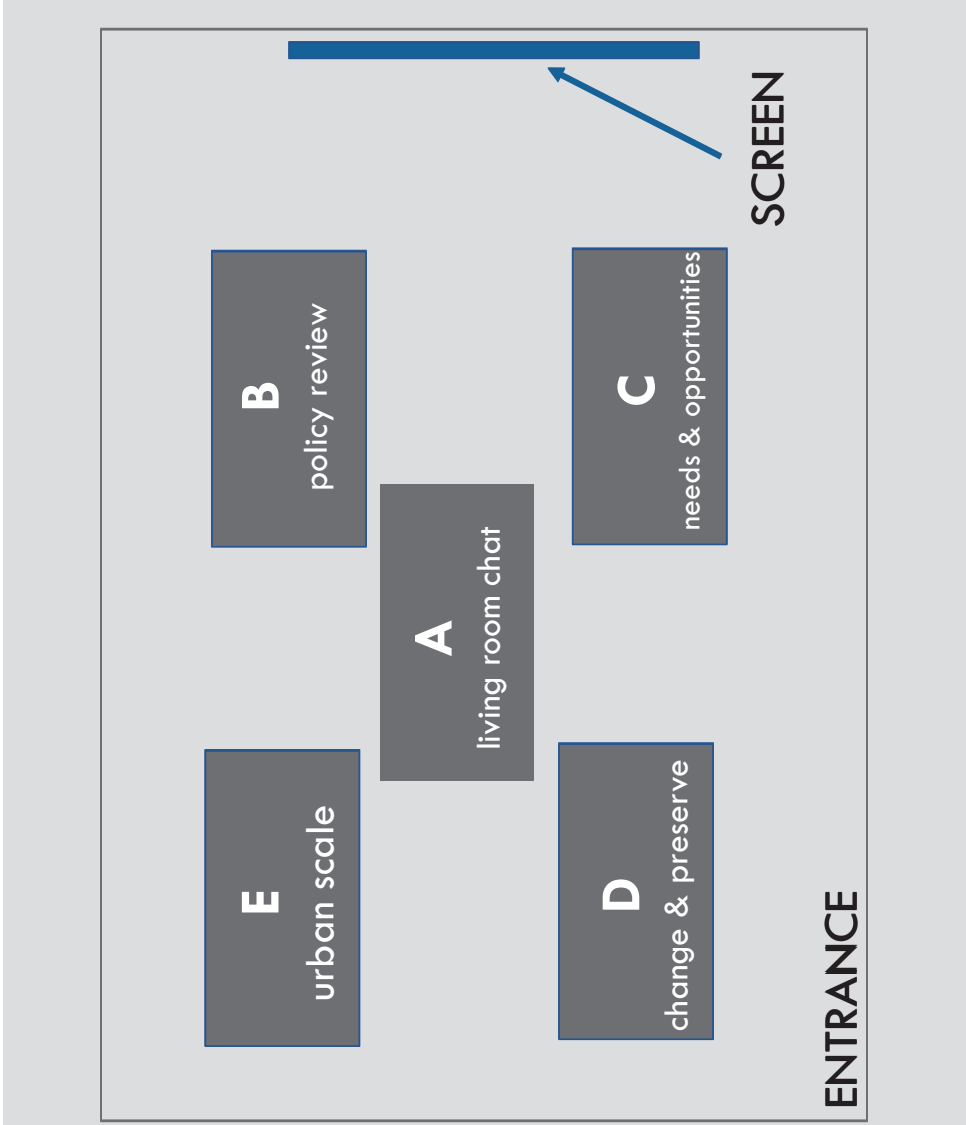 SCREEN
B
policy review
C
needs & opportunities
A
living room chat
E
urban scale
D
change & preserve
ENTRANCE